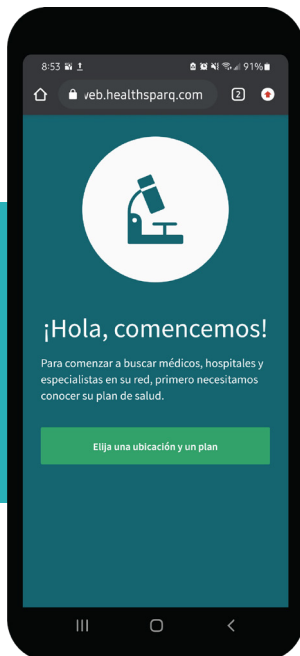 8:53
91%
veb.healthsparq.com
2
¡Hola, comencemos!
Para comenzar a buscar médicos, hospitales y
especialistas en su red, primero necesitamos
conocer su plan de salud.
Elija una ubicación y un plan